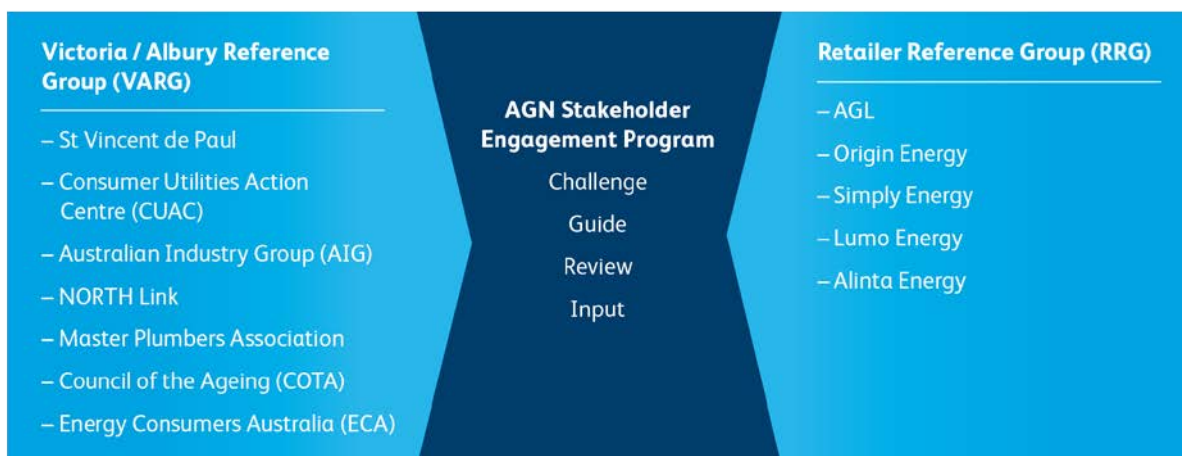 Victoria / Albury Reference
Group (VARG)
– St Vincent de Paul
– Consumer Utilities Action
Centre (CUAC)
– Australian Industry Group (AIG)
– NORTH Link
– Master Plumbers Association
– Council of the Ageing (COTA)
– Energy Consumers Australia (ECA)
AGN Stakeholder
Engagement Program
Challenge
Guide
Review
Input
Retailer Reference Group (RRG)
– AGL
– Origin Energy
– Simply Energy
– Lumo Energy
– Alinta Energy